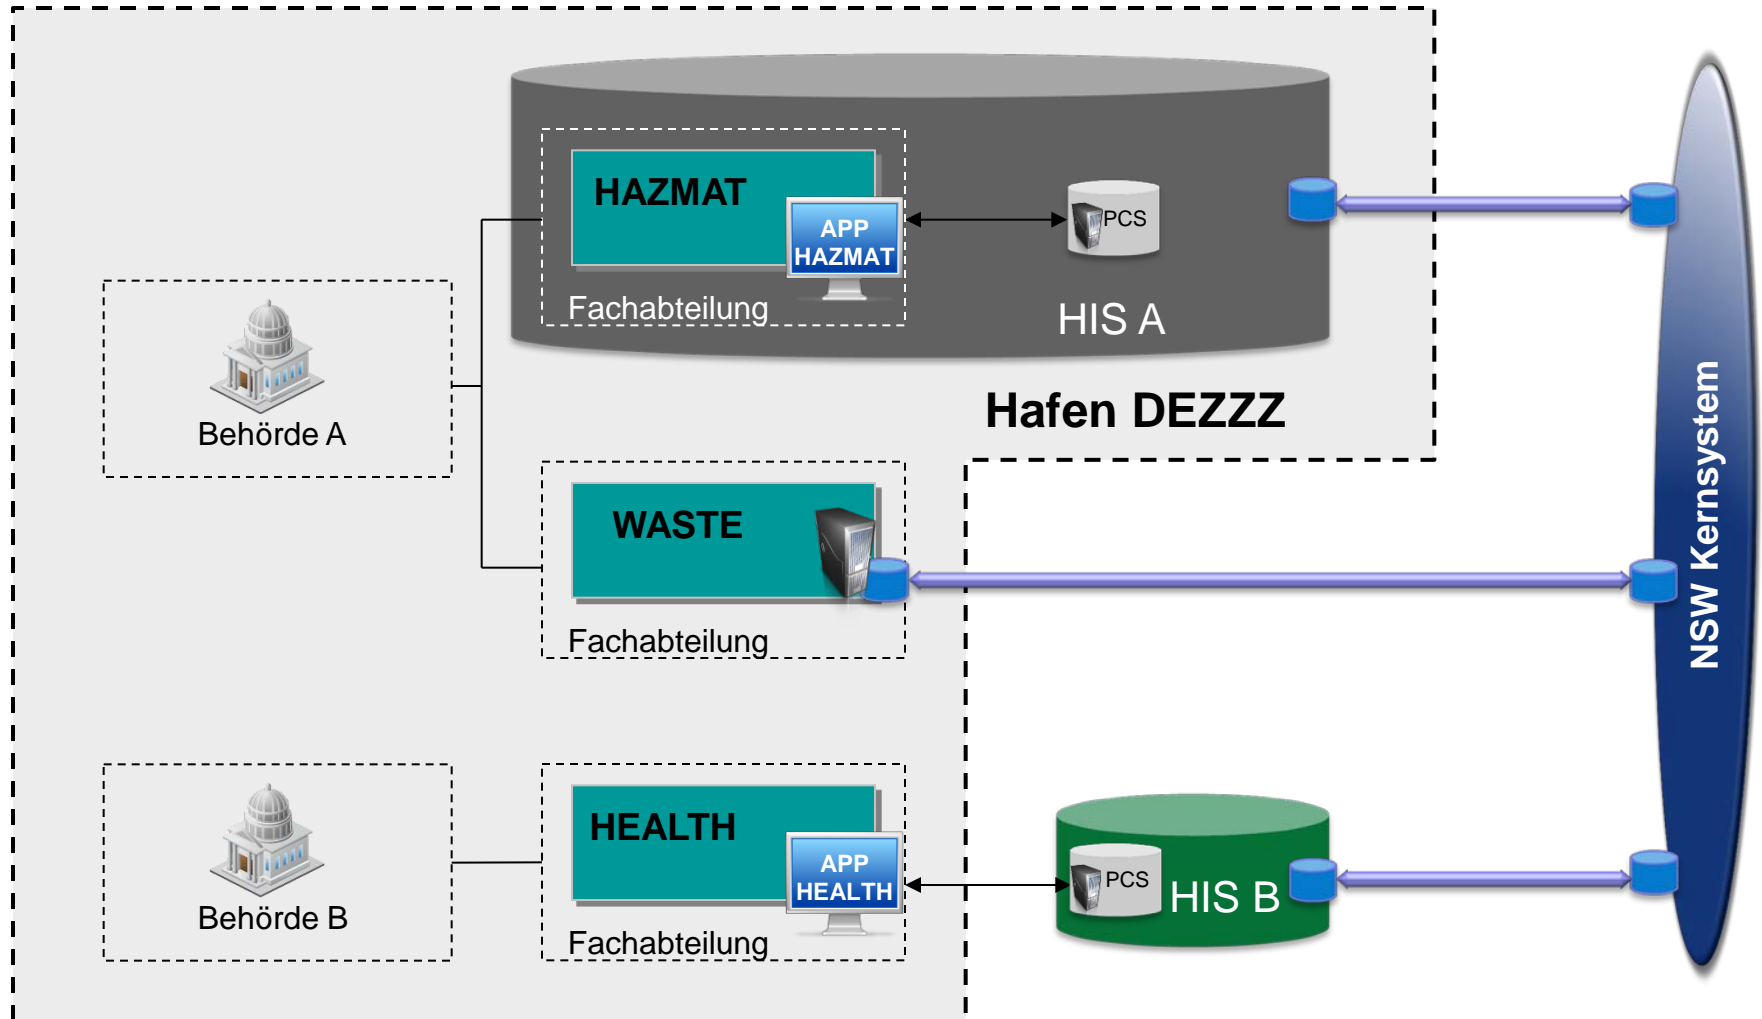 HAZMAT
APP
HAZMAT
Fachabteilung
PCS
HIS A
Behörde A
Hafen DEZZZ
WASTE
Fachabteilung
NSW Kernsystem
HEALTH
APP
HEALTH
Fachabteilung
PCS
HIS B
Behörde B